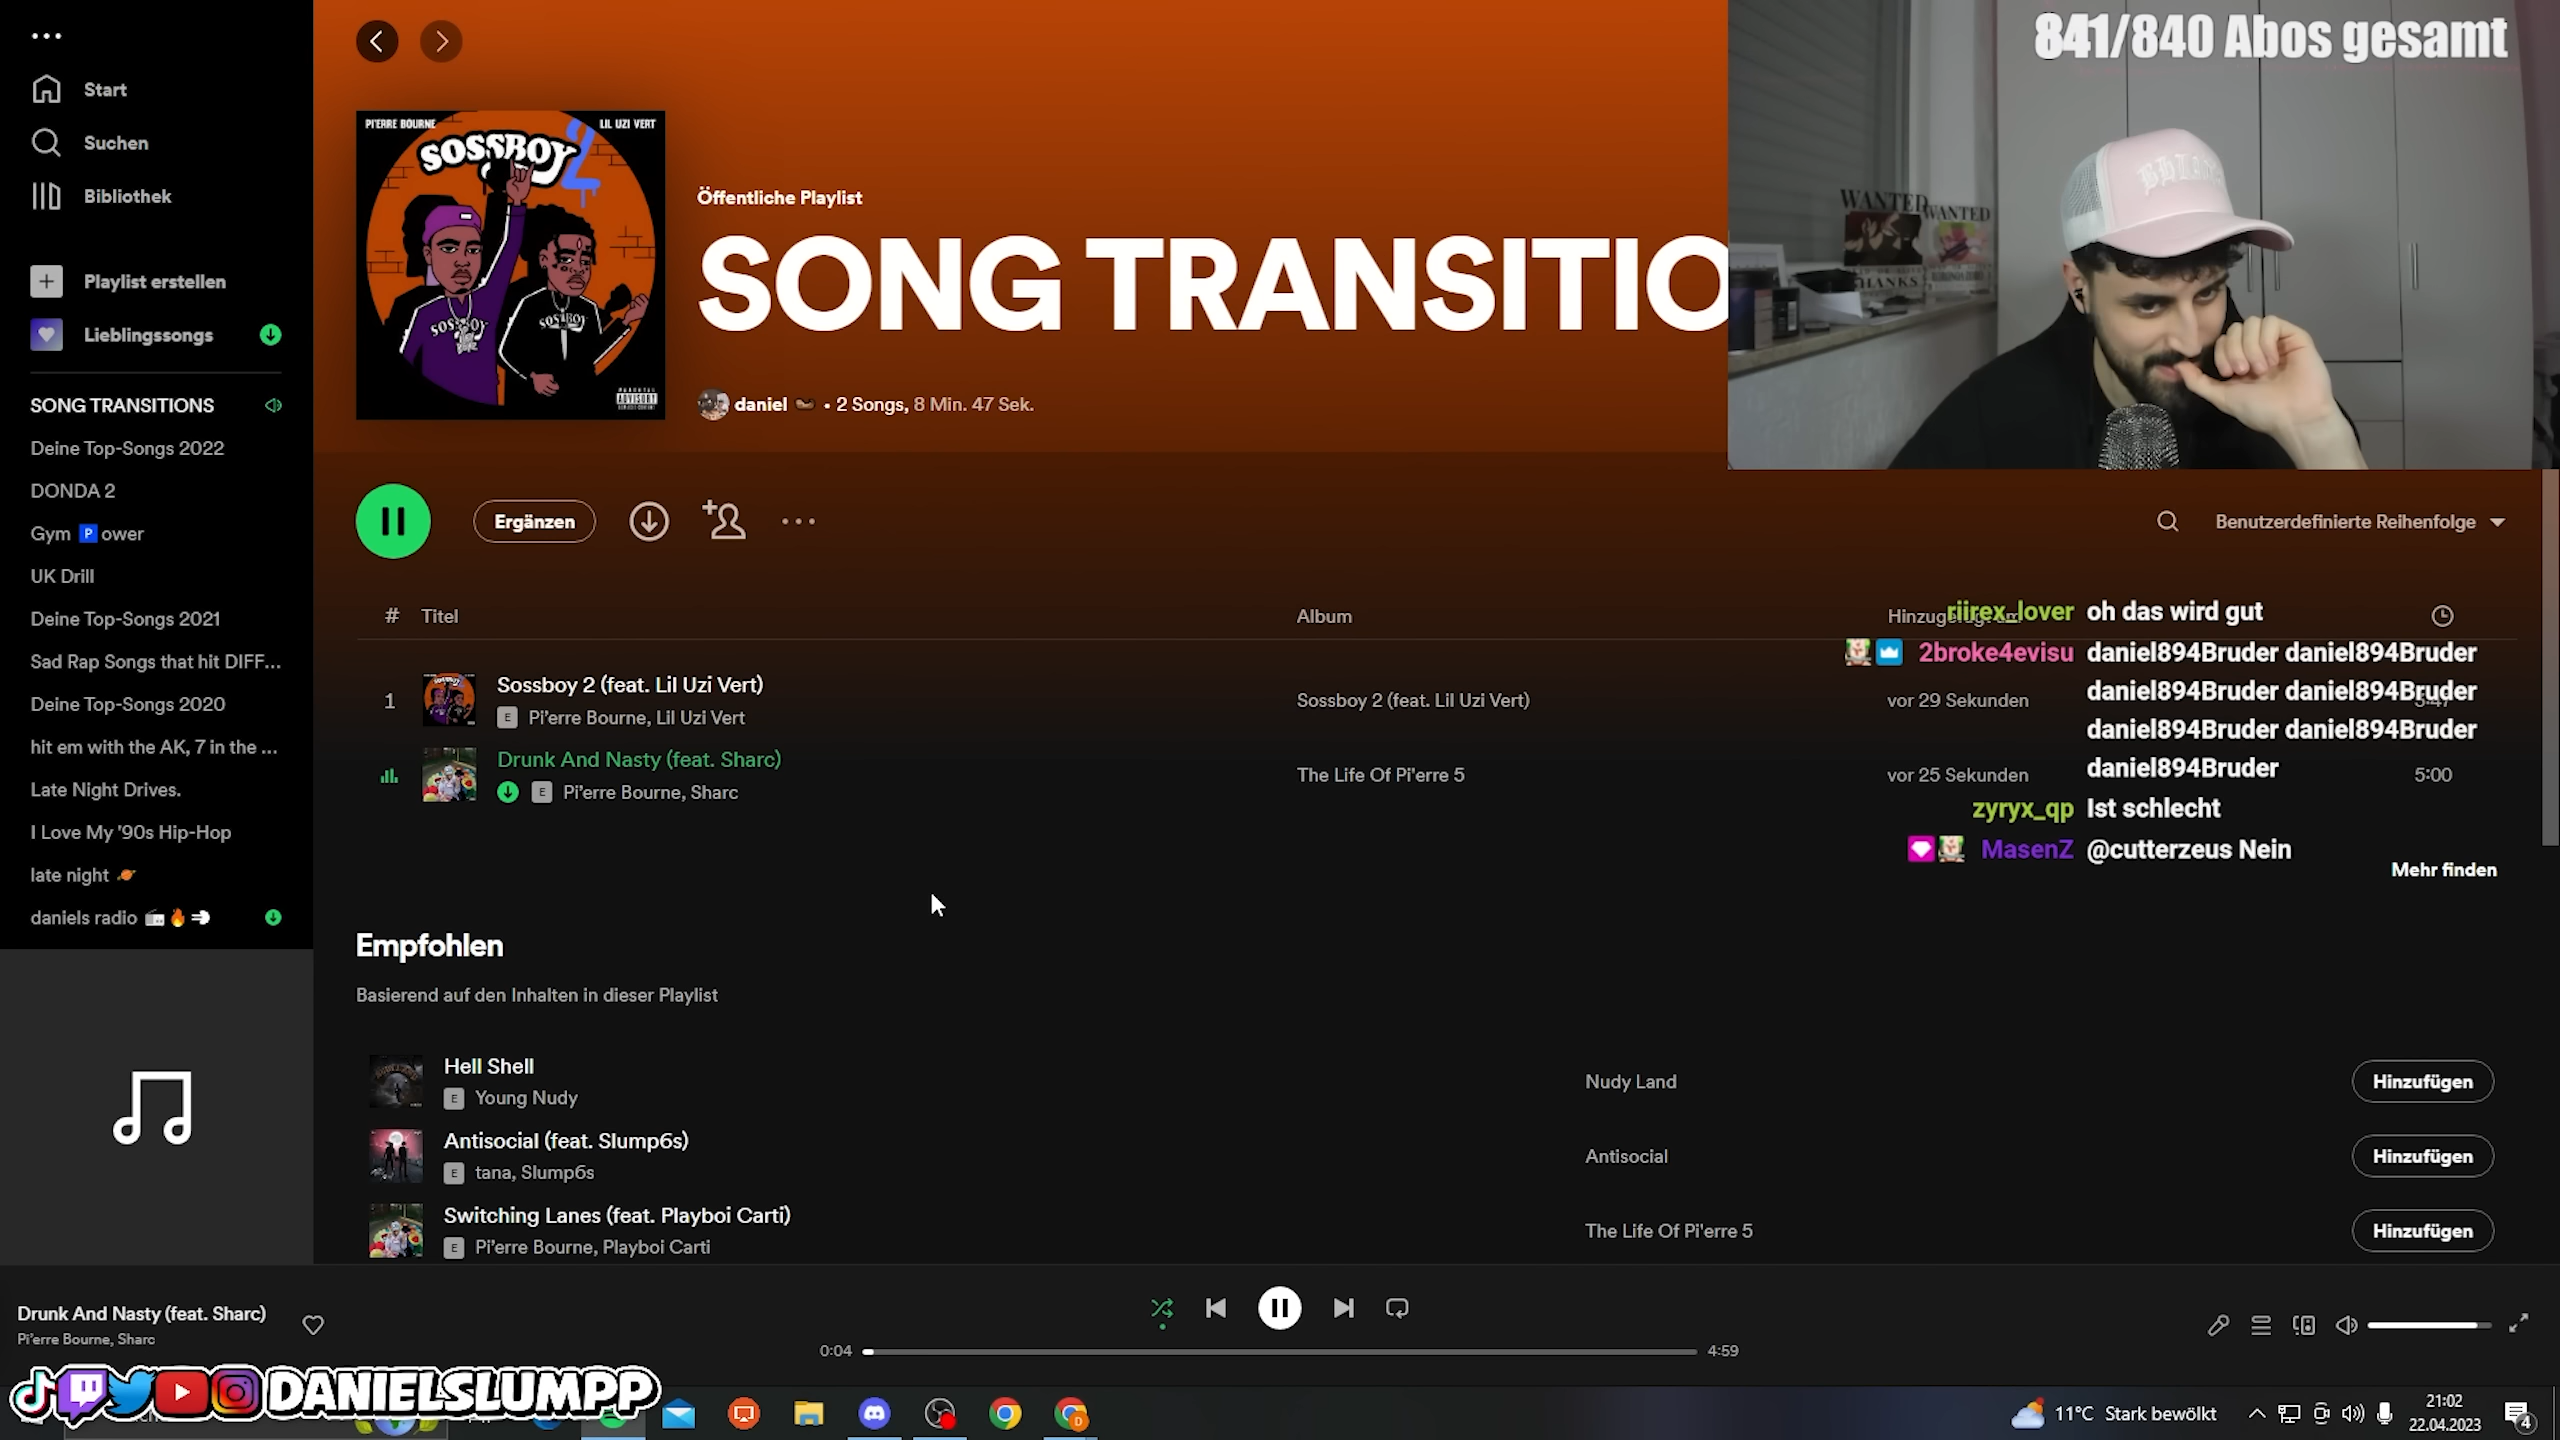 841/840 Abos gesamt
Start
Suchen
Bibliothek
Playlist erstellen
Lieblingssongs
SONG TRANSITIONS
Deine Top-Songs 2022
DONDA 2
Gym 🅿️ower
UK Drill
Deine Top-Songs 2021
Sad Rap Songs that hit DIFF...
Deine Top-Songs 2020
hit em with the AK, 7 in the ...
Late Night Drives.
I Love My '90s Hip-Hop
late night 🪐
daniels radio 📻🔥💨
PI'ERRE BOURNE
LIL UZI VERT
SOSSBOY 2
SOSSBOY
SOSSBOY
Öffentliche Playlist
SONG TRANSITIO
daniel • 2 Songs, 8 Min. 47 Sek.
WANTED
WANTED
Ergänzen
Benutzerdefinierte Reihenfolge
# Titel Album
1 Sossboy 2 (feat. Lil Uzi Vert)
E Pi'erre Bourne, Lil Uzi Vert
Sossboy 2 (feat. Lil Uzi Vert)
vor 29 Sekunden
Drunk And Nasty (feat. Sharc)
E Pi'erre Bourne, Sharc
The Life Of Pi'erre 5
vor 25 Sekunden
5:00
riirex_lover oh das wird gut
2broke4evisu daniel894Bruder daniel894Bruder
daniel894Bruder daniel894Bruder
daniel894Bruder daniel894Bruder
daniel894Bruder
zyryx_qp Ist schlecht
MasenZ @cutterzeus Nein
Mehr finden
Empfohlen
Basierend auf den Inhalten in dieser Playlist
Hell Shell
E Young Nudy
Nudy Land
Hinzufügen
Antisocial (feat. Slump6s)
E tana, Slump6s
Antisocial
Hinzufügen
Switching Lanes (feat. Playboi Carti)
E Pi'erre Bourne, Playboi Carti
The Life Of Pi'erre 5
Hinzufügen
Drunk And Nasty (feat. Sharc)
Pi'erre Bourne, Sharc
0:04
4:59
DANIELSLUMPP
11°C Stark bewölkt
21:02
22.04.2023
4